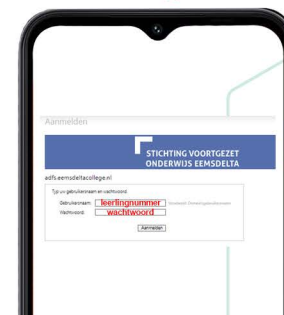 Aanmelden
STICHTING VOORTGEZET
ONDERWIJS EEMSDELTA
adfs.eemsdeltacollege.nl
Typ uw gebruikersnaam en wachtwoord.
Gebruikersnaam: leerlingnummer
Wachtwoord: wachtwoord
Aanmelden